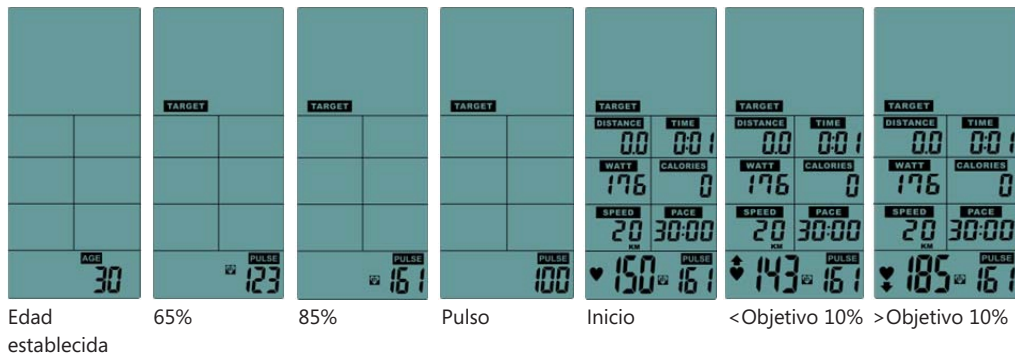 AGE
30
TARGET
PULSE
123
TARGET
PULSE
161
TARGET
PULSE
100
TARGET
DISTANCE TIME
0.0 0:01
WATT CALORIES
176 0
SPEED PACE
20 30:00
KM
PULSE
150 161
TARGET
DISTANCE TIME
0.0 0:01
WATT CALORIES
176 0
SPEED PACE
20 30:00
KM
PULSE
143 161
TARGET
DISTANCE TIME
0.0 0:01
WATT CALORIES
176 0
SPEED PACE
20 30:00
KM
PULSE
185 161
Edad
establecida
65%
85%
Pulso
Inicio
<Objetivo 10%
>Objetivo 10%